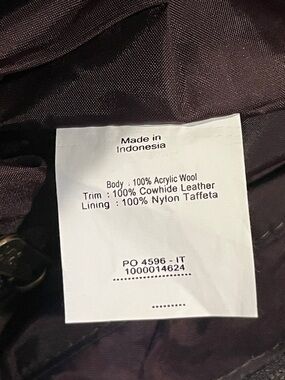 Made in
Indonesia
Body : 100% Acrylic Wool
Trim : 100% Cowhide Leather
Lining : 100% Nylon Taffeta
PO 4596 - IT
1000014624